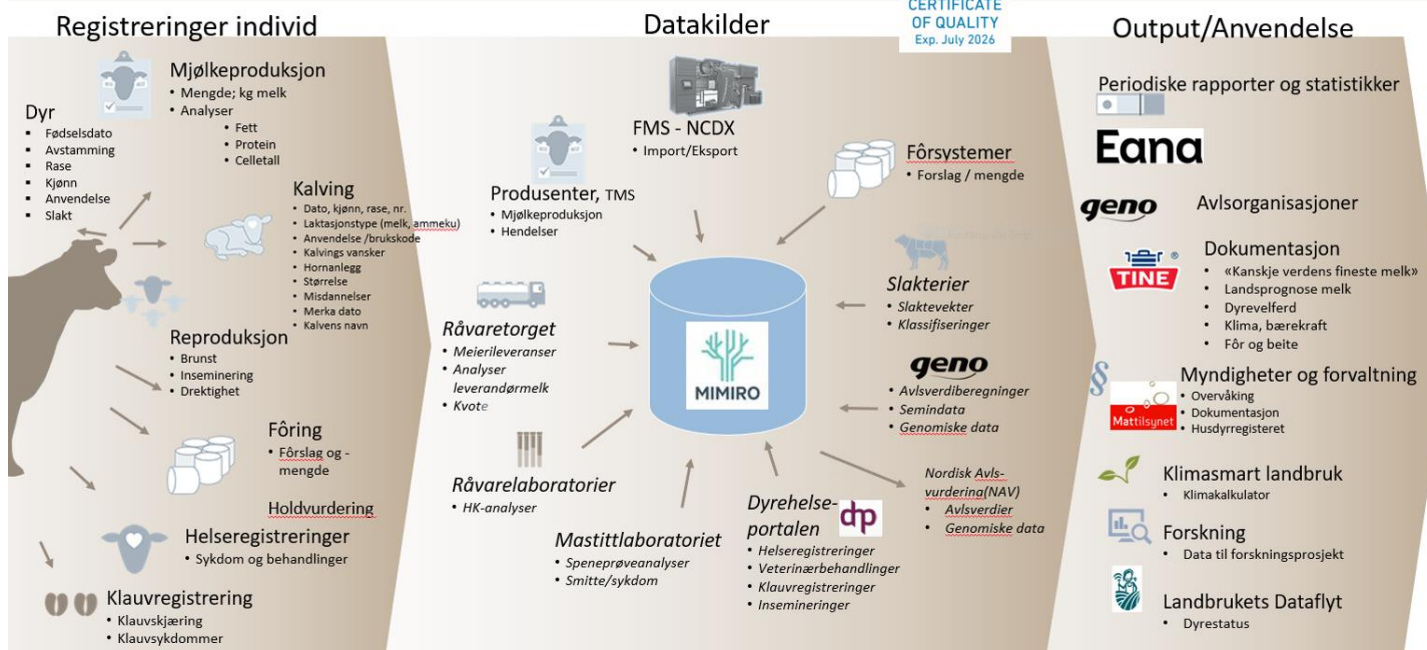 Registreringer individ
Mjølkeproduksjon
• Mengde; kg melk
• Analyser
• Fett
• Protein
• Celletall
Dyr
▪ Fødselsdato
▪ Avstamming
▪ Rase
▪ Kjønn
▪ Anvendelse
▪ Slakt
Kalving
• Dato, kjønn, rase, nr.
• Laktasjonstype (melk, ammeku)
• Anvendelse /brukskode
• Kalvings vansker
• Hornanlegg
• Størrelse
• Misdannelser
• Merka dato
• Kalvens navn
Reproduksjon
• Brunst
• Inseminering
• Drektighet
Fôring
• Fôrslag og -
mengde
Holdvurdering
Helseregistreringer
• Sykdom og behandlinger
Klauvregistrering
• Klauvskjæring
• Klauvsykdommer
Datakilder
CERTIFICATE
OF QUALITY
Exp. July 2026
FMS - NCDX
• Import/Eksport
Produsenter, TMS
• Mjølkeproduksjon
• Hendelser
Fôrsystemer
• Forslag / mengde
Råvaretorget
• Meierileveranser
• Analyser
leverandørmelk
• Kvote
MIMIRO
Slakterier
• Slaktevekter
• Klassifiseringer
geno
• Avlsverdiberegninger
• Semindata
• Genomiske data
Råvarelaboratorier
• HK-analyser
Mastittlaboratoriet
• Speneprøveanalyser
• Smitte/sykdom
Dyrehelse-
portalen
dp
• Helseregistreringer
• Veterinærbehandlinger
• Klauvregistreringer
• Insemineringer
Nordisk Avls-
vurdering(NAV)
• Avlsverdier
• Genomiske data
Output/Anvendelse
Periodiske rapporter og statistikker
Eana
geno
Avlsorganisasjoner
TINE ®
Dokumentasjon
• «Kanskje verdens fineste melk»
• Landsprognose melk
• Dyrevelferd
• Klima, bærekraft
• Fôr og beite
§
Mattilsynet
Myndigheter og forvaltning
• Overvåking
• Dokumentasjon
• Husdyrregisteret
Klimasmart landbruk
• Klimakalkulator
Forskning
• Data til forskningsprosjekt
Landbrukets Dataflyt
• Dyrestatus